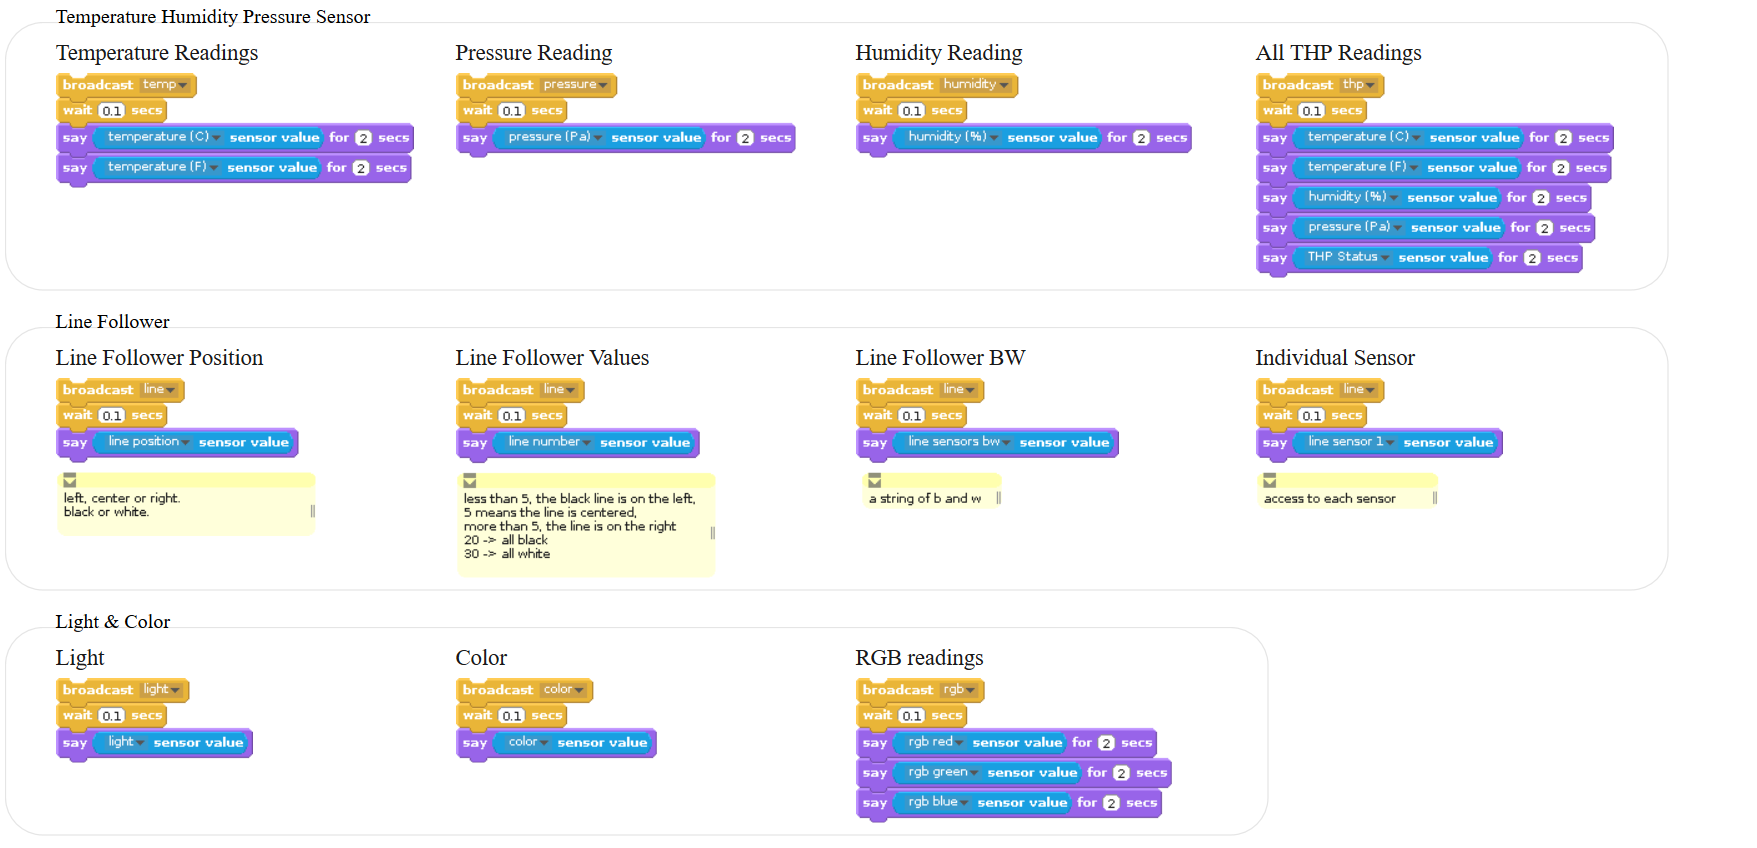 Temperature Humidity Pressure Sensor
Temperature Readings
broadcast temp
wait 0.1 secs
say temperature (C) sensor value for 2 secs
say temperature (F) sensor value for 2 secs
Pressure Reading
broadcast pressure
wait 0.1 secs
say pressure (Pa) sensor value for 2 secs
Humidity Reading
broadcast humidity
wait 0.1 secs
say humidity (%) sensor value for 2 secs
All THP Readings
broadcast thp
wait 0.1 secs
say temperature (C) sensor value for 2 secs
say temperature (F) sensor value for 2 secs
say humidity (%) sensor value for 2 secs
say pressure (Pa) sensor value for 2 secs
say THP Status sensor value for 2 secs
Line Follower
Line Follower Position
broadcast line
wait 0.1 secs
say line position sensor value
left, center or right.
black or white.
Line Follower Values
broadcast line
wait 0.1 secs
say line number sensor value
less than 5, the black line is on the left,
5 means the line is centered,
more than 5, the line is on the right
20 -> all black
30 -> all white
Line Follower BW
broadcast line
wait 0.1 secs
say line sensors bw sensor value
a string of b and w
Individual Sensor
broadcast line
wait 0.1 secs
say line sensor 1 sensor value
access to each sensor
Light & Color
Light
broadcast light
wait 0.1 secs
say light sensor value
Color
broadcast color
wait 0.1 secs
say color sensor value
RGB readings
broadcast rgb
wait 0.1 secs
say rgb red sensor value for 2 secs
say rgb green sensor value for 2 secs
say rgb blue sensor value for 2 secs